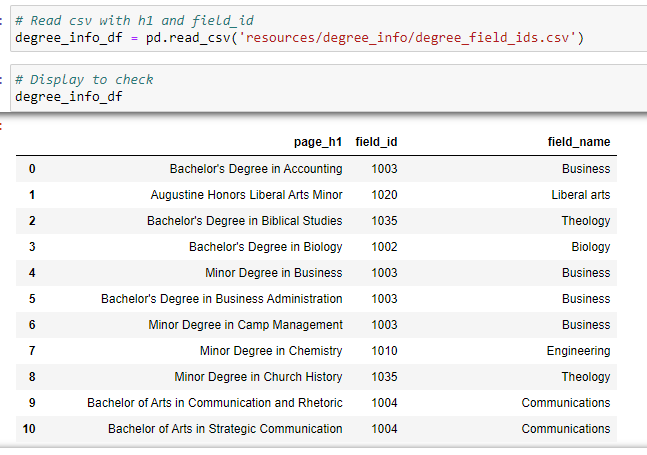 # Read csv with h1 and field_id
degree_info_df = pd.read_csv('resources/degree_info/degree_field_ids.csv')
# Display to check
degree_info_df
page_h1 field_id field_name
0 Bachelor's Degree in Accounting 1003 Business
1 Augustine Honors Liberal Arts Minor 1020 Liberal arts
2 Bachelor's Degree in Biblical Studies 1035 Theology
3 Bachelor's Degree in Biology 1002 Biology
4 Minor Degree in Business 1003 Business
5 Bachelor's Degree in Business Administration 1003 Business
6 Minor Degree in Camp Management 1003 Business
7 Minor Degree in Chemistry 1010 Engineering
8 Minor Degree in Church History 1035 Theology
9 Bachelor of Arts in Communication and Rhetoric 1004 Communications
10 Bachelor of Arts in Strategic Communication 1004 Communications